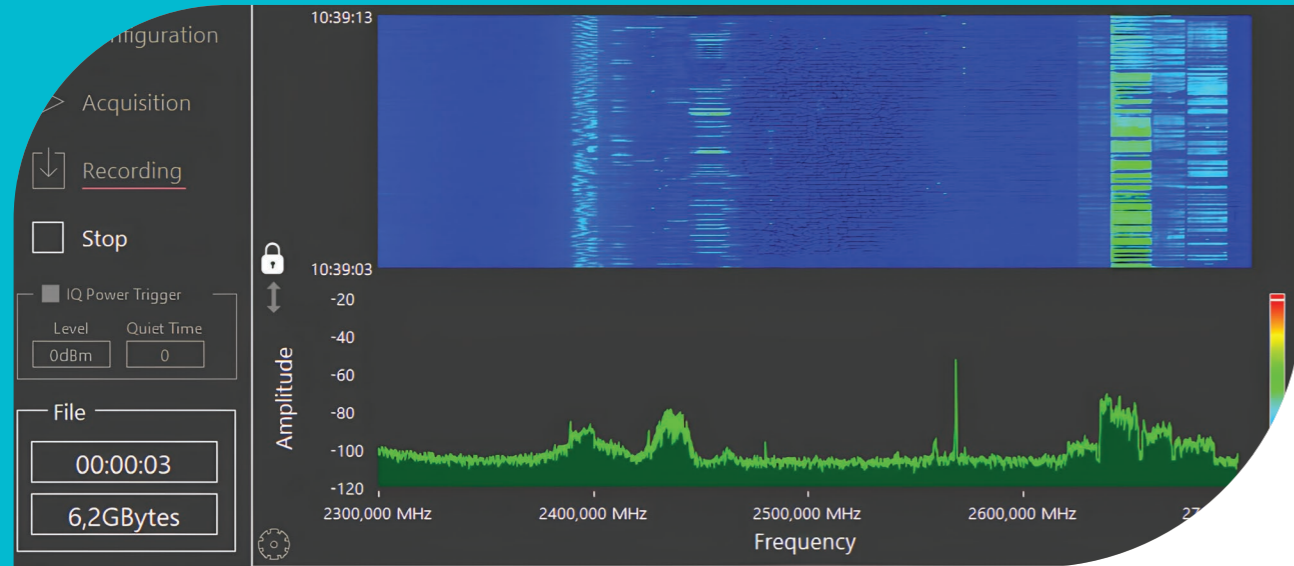 Acquisition
Recording
Stop
IQ Power Trigger
Level
Quiet Time
0dBm
0
File
00:00:03
6,2GBytes
10:39:13
10:39:03
Amplitude
-20
-40
-60
-80
-100
-120
2300,000 MHz
2400,000 MHz
2500,000 MHz
2600,000 MHz
Frequency